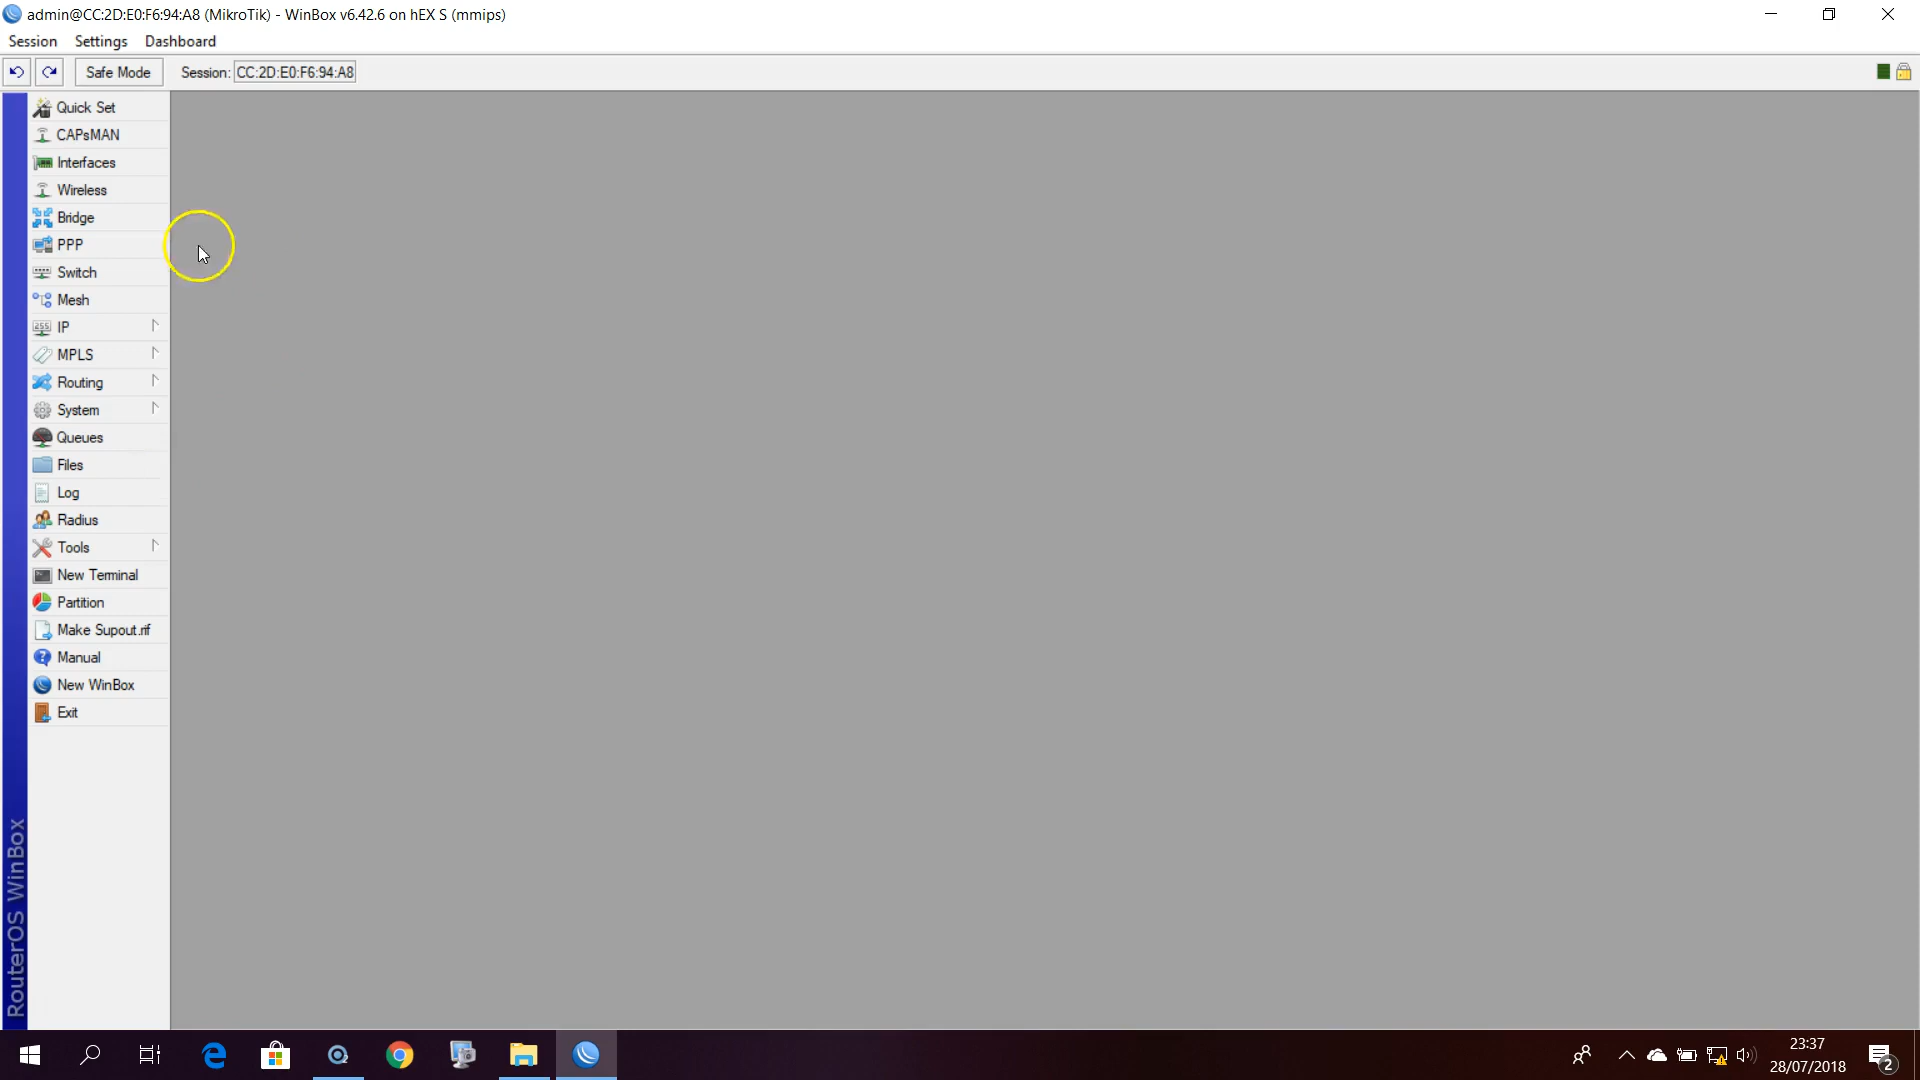 admin@CC:2D:E0:F6:94:A8 (MikroTik) - WinBox v6.42.6 on hEX S (mmips)
Session Settings Dashboard
Safe Mode Session: CC:2D:E0:F6:94:A8
Quick Set
CAPsMAN
Interfaces
Wireless
Bridge
PPP
Switch
Mesh
255 IP
MPLS
Routing
System
Queues
Files
Log
Radius
Tools
New Terminal
Partition
Make Supout.rif
Manual
New WinBox
Exit
RouterOS WinBox
23:37
28/07/2018
2